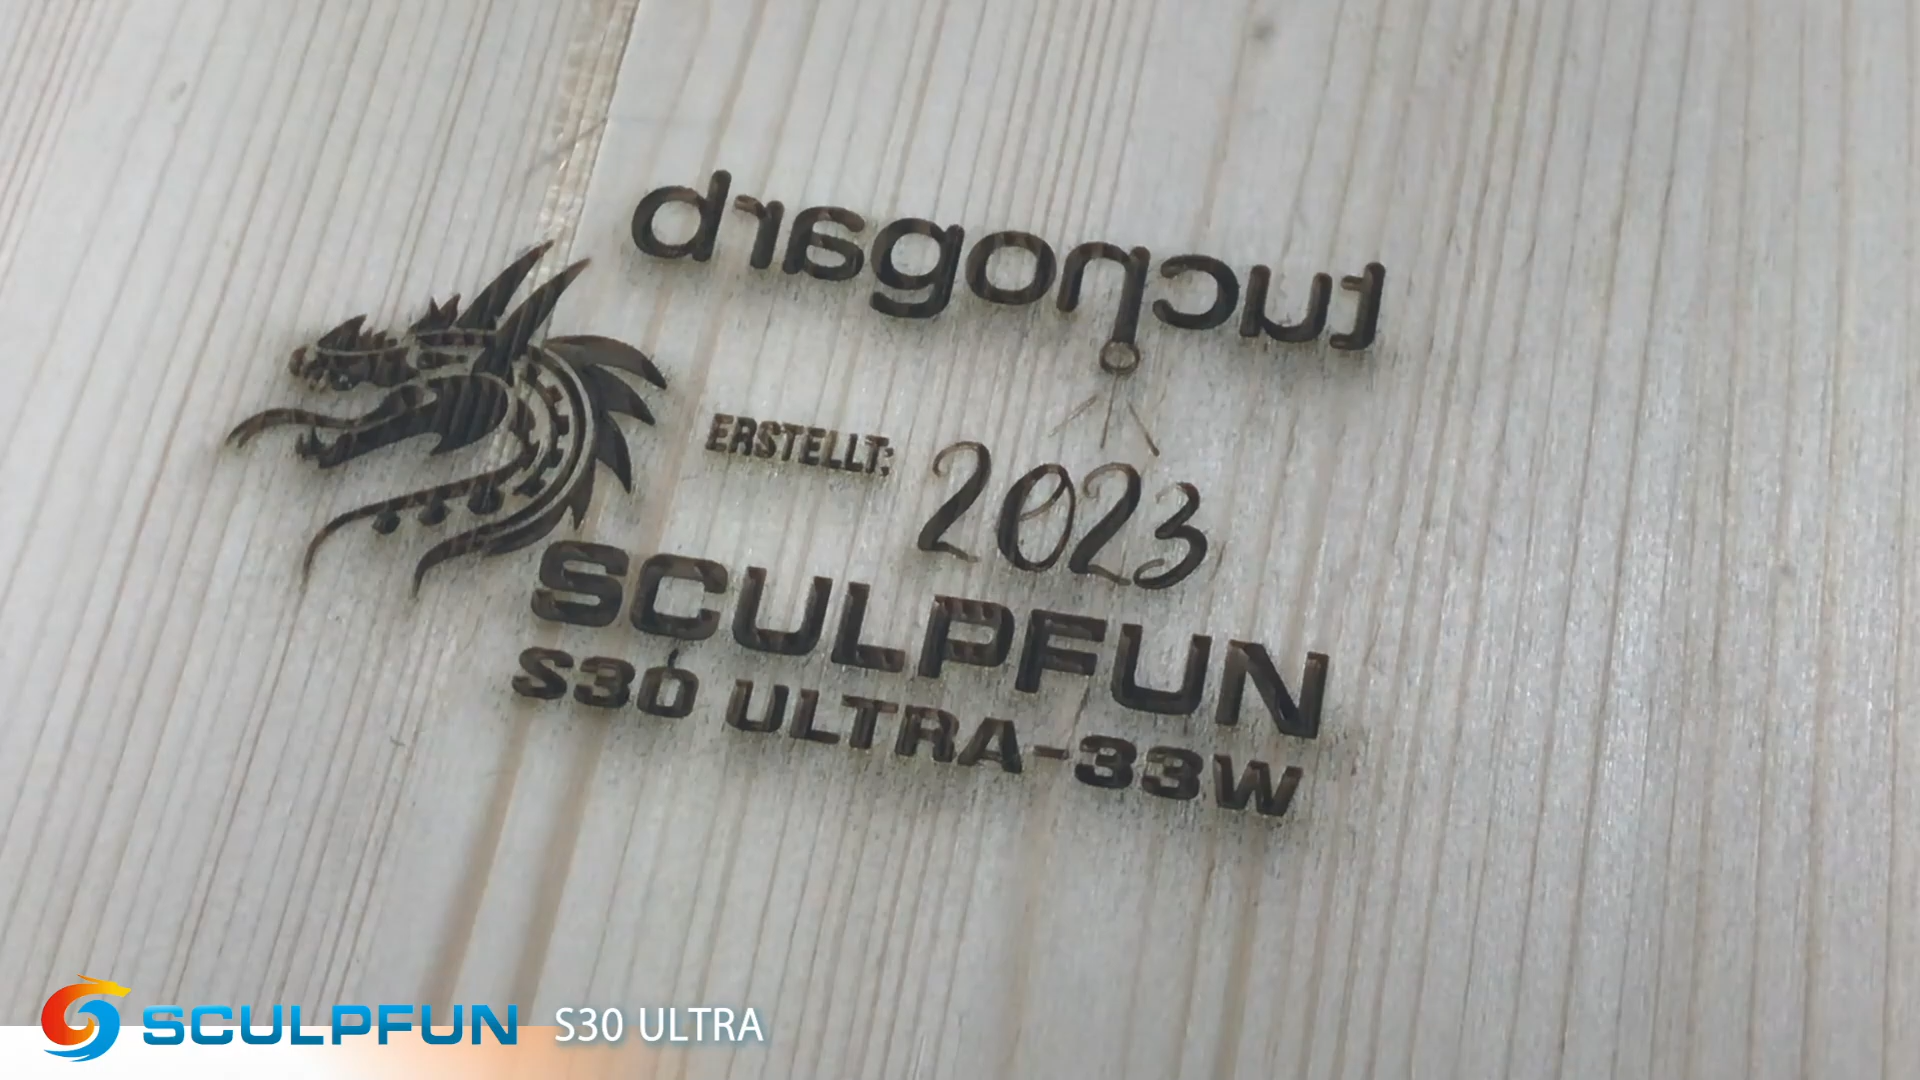 dragoncut
ERSTELLT: 2023
SCULPFUN
S30 ULTRA-33W
SCULPFUN S30 ULTRA